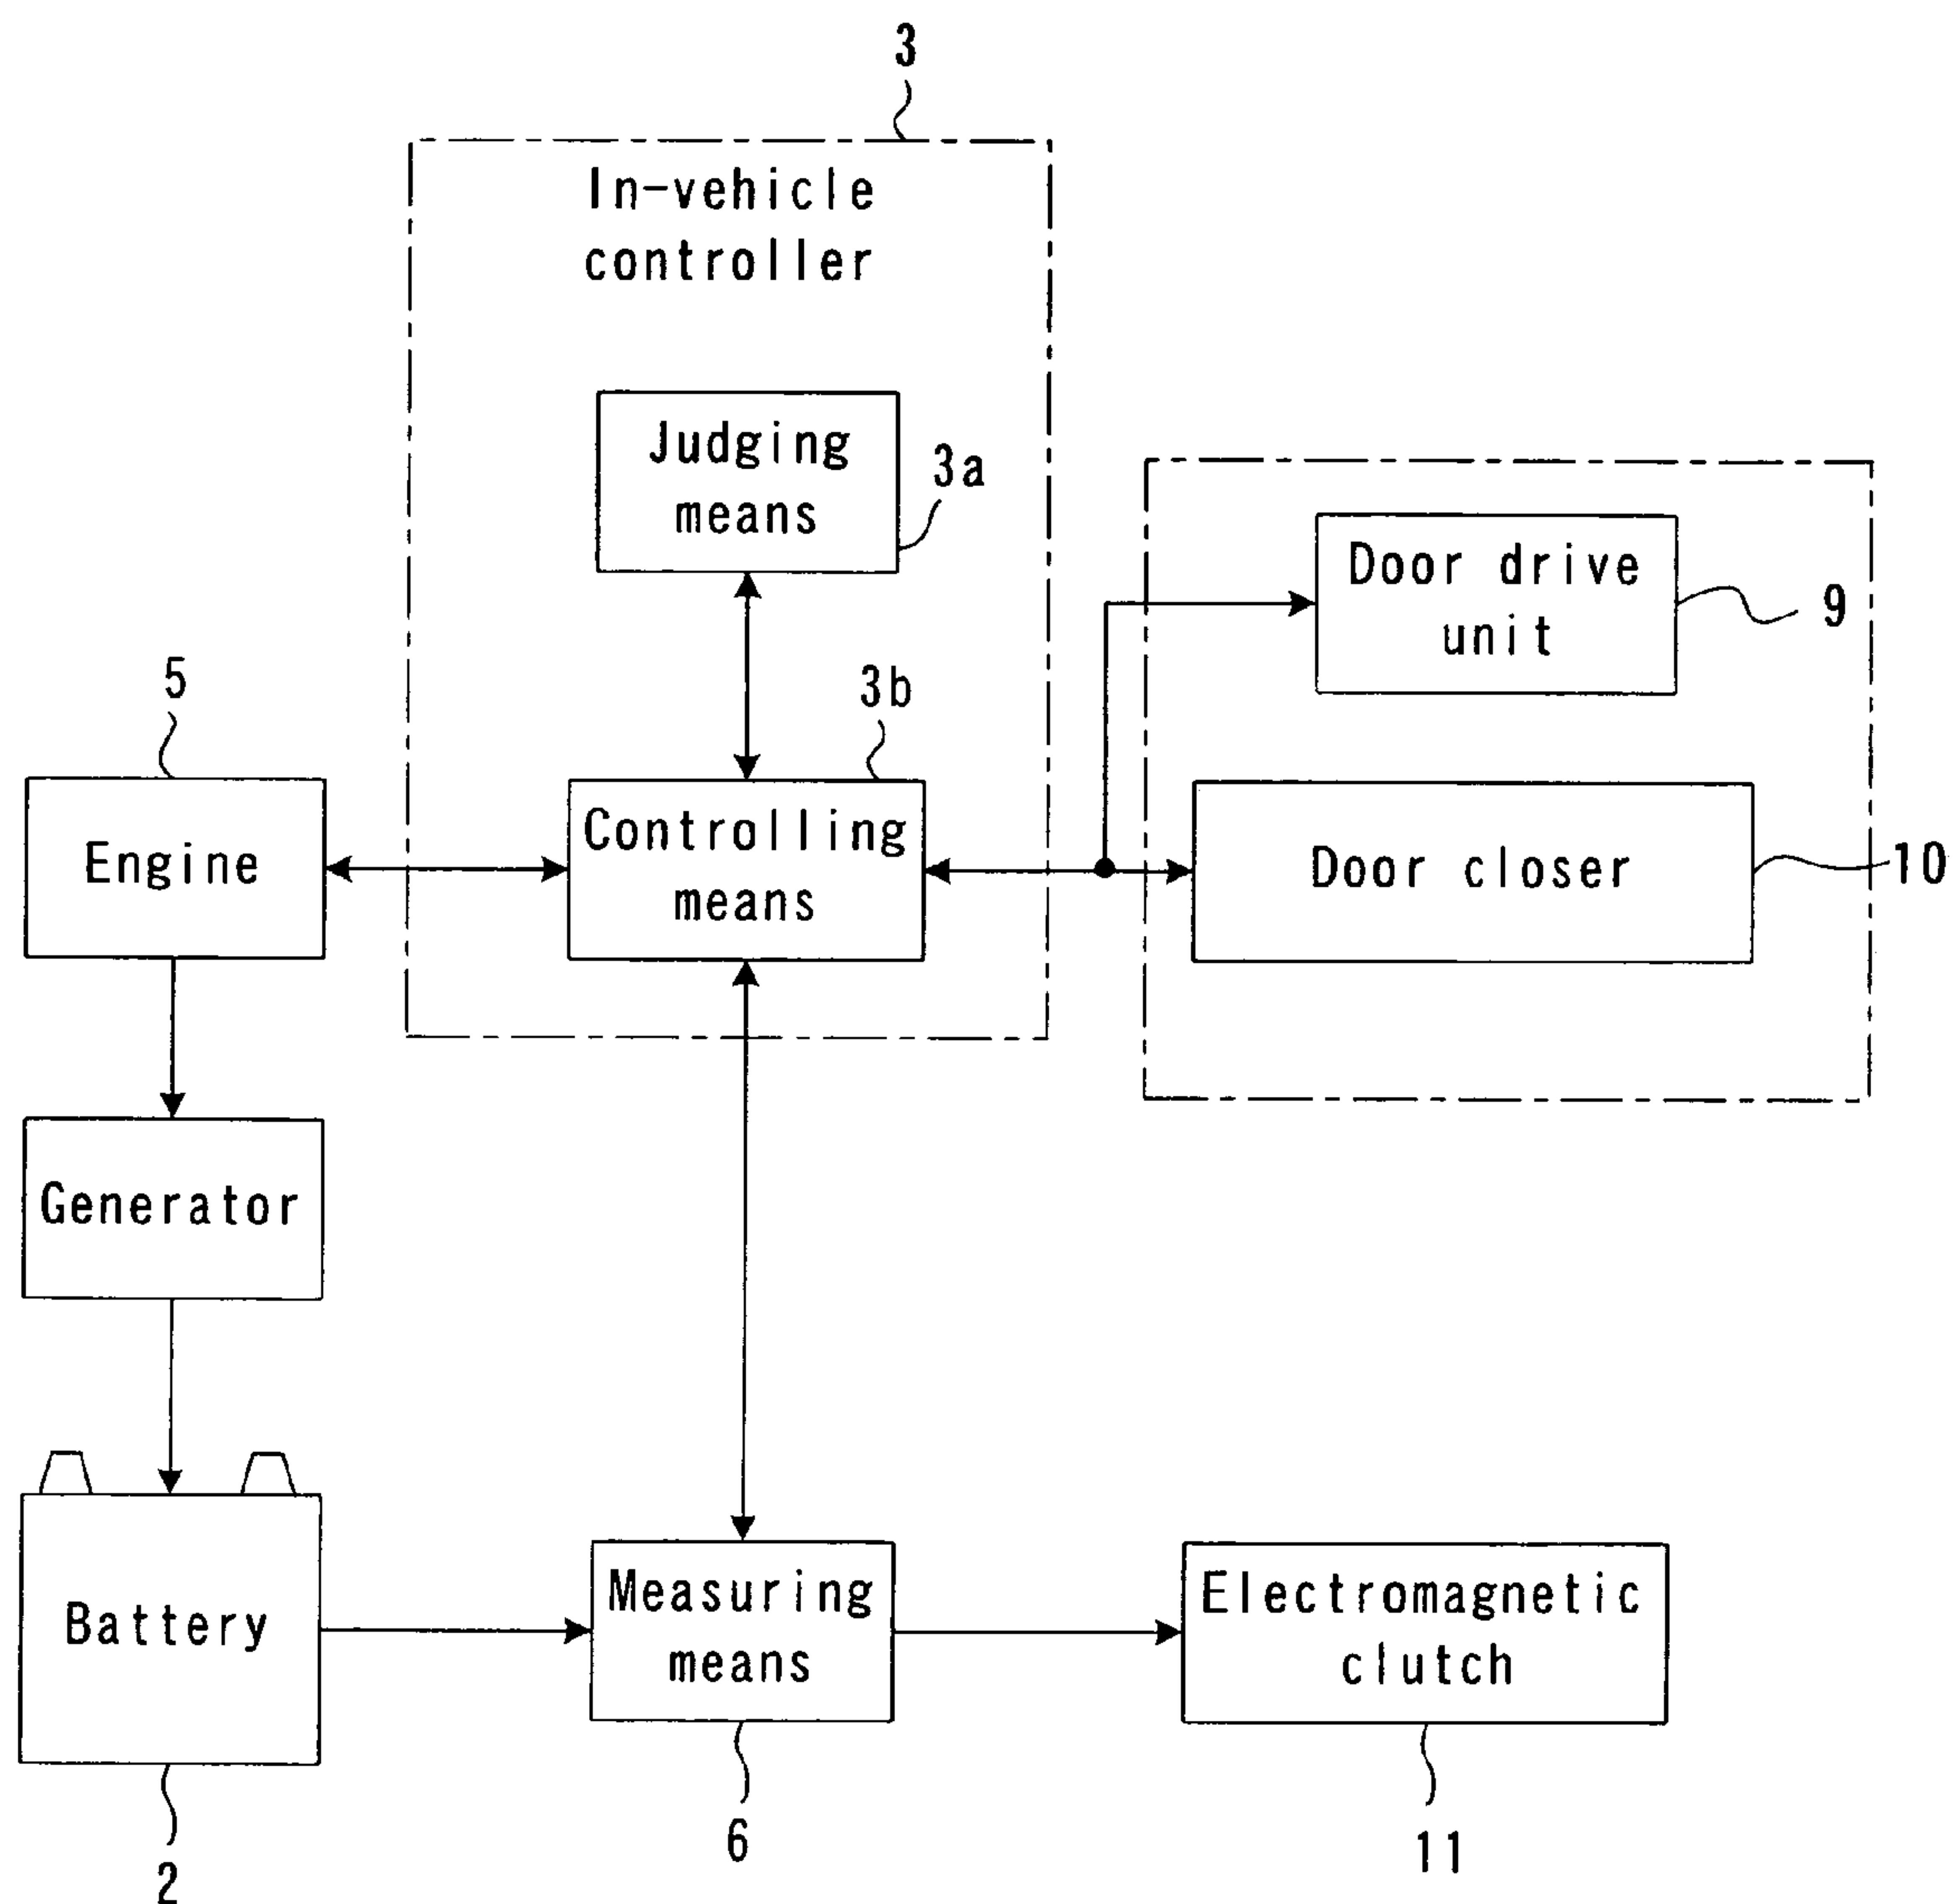 3
In-vehicle
controller
Judging
means
3a
Door drive
unit
9
5
3b
Engine
Controlling
means
Door closer
10
Generator
Battery
Measuring
means
Electromagnetic
clutch
2
6
11